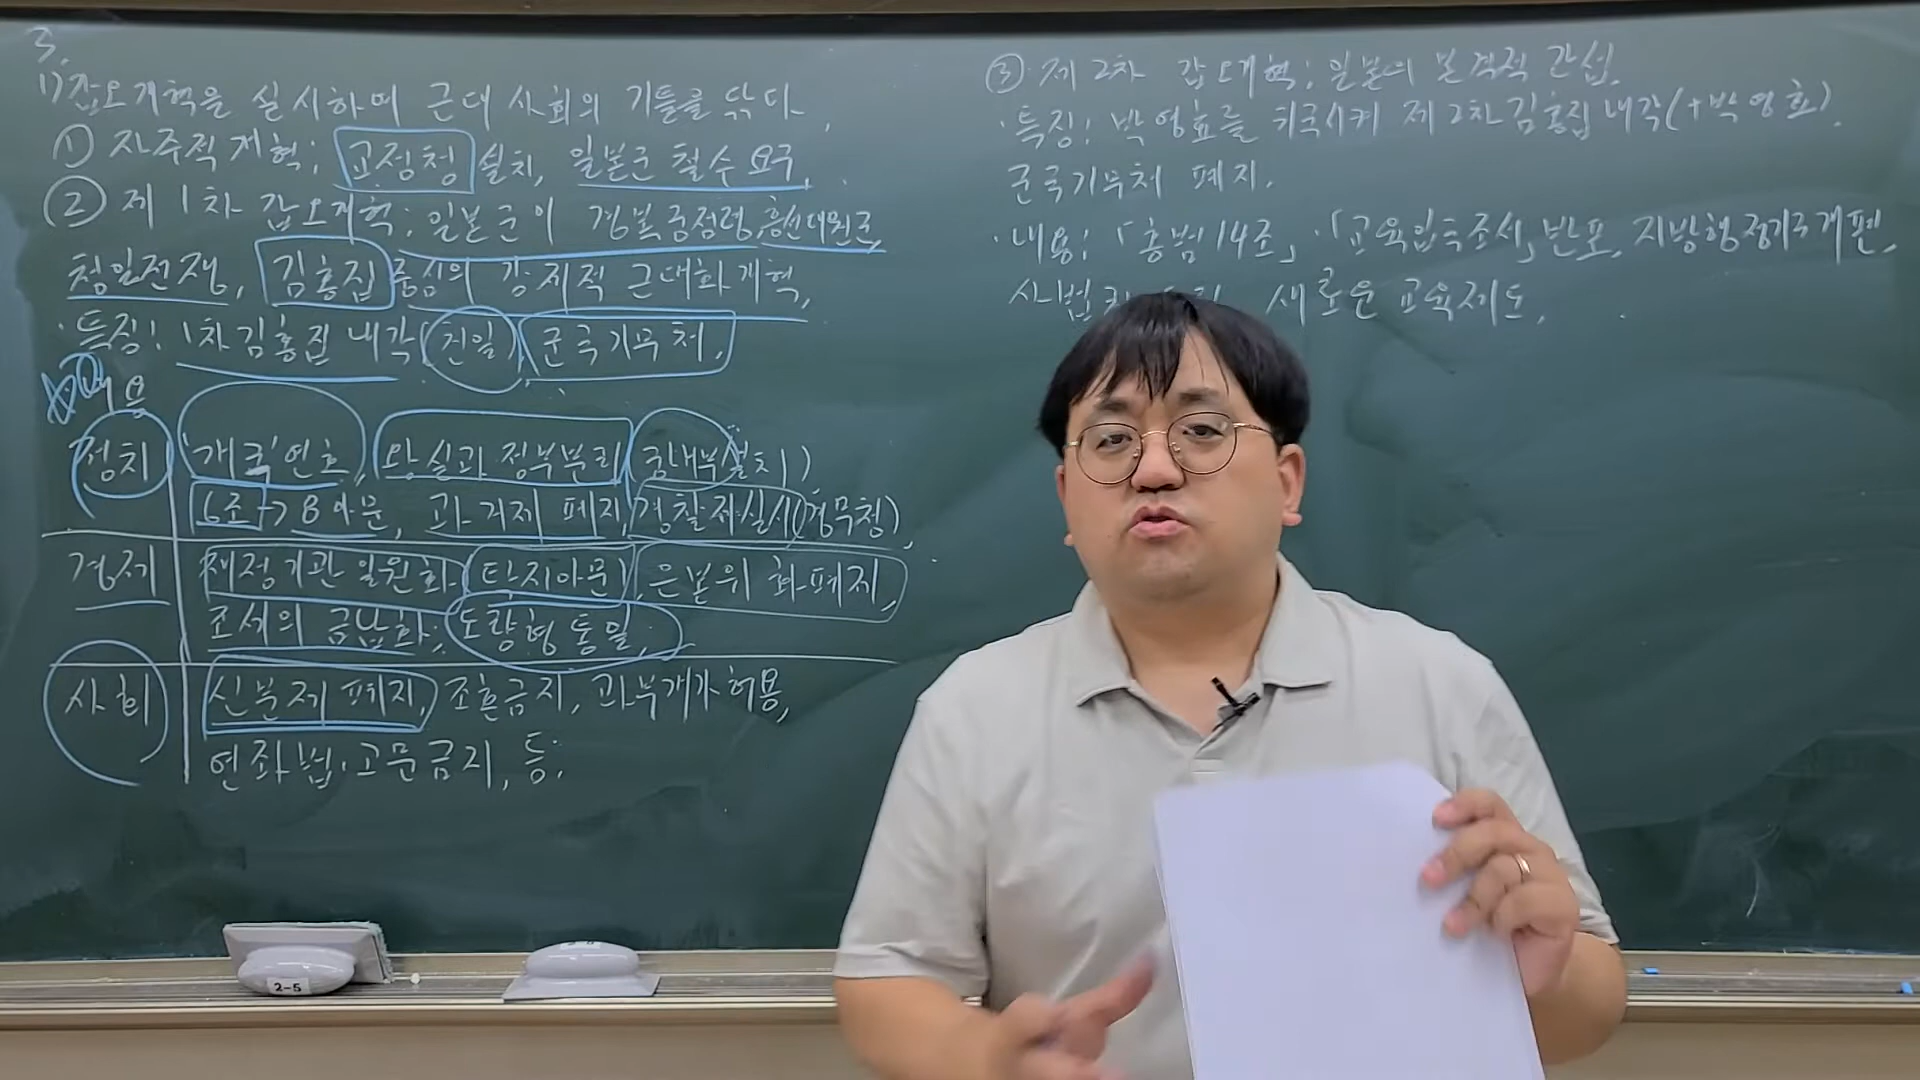 3.
1) 갑오개혁을 실시하여 근대 사회의 기틀을 닦다.
① 자주적 개혁; 교정청 설치, 일본군 철수 요구.
② 제 1차 갑오개혁; 일본군이 경복궁점령, 흥선대원군,
청일전쟁, 김홍집 중심의 강제적 근대화개혁,
· 특징: 1차김홍집 내각(친일), 군국기무처,
내용
정치 '개국'연호, 왕실과 정부분리(궁내부설치)
6조→8아문, 과거제 폐지, 경찰제실시(경무청),
경제 재정기관 일원화(탁지아문), 은본위 화폐제,
조세의 금납화, 도량형 통일,
사회 신분제 폐지, 조혼금지, 과부재가 허용,
연좌법·고문금지, 등.
③ 제 2차 갑오개혁; 일본의 본격적 간섭.
· 특징: 박영효를 귀국시켜 제2차김홍집내각(+박영효).
군국기무처 폐지.
· 내용: 「홍범14조」·「교육입국조서」반포, 지방행정기구개편,
사법 새로운 교육제도,
2-5